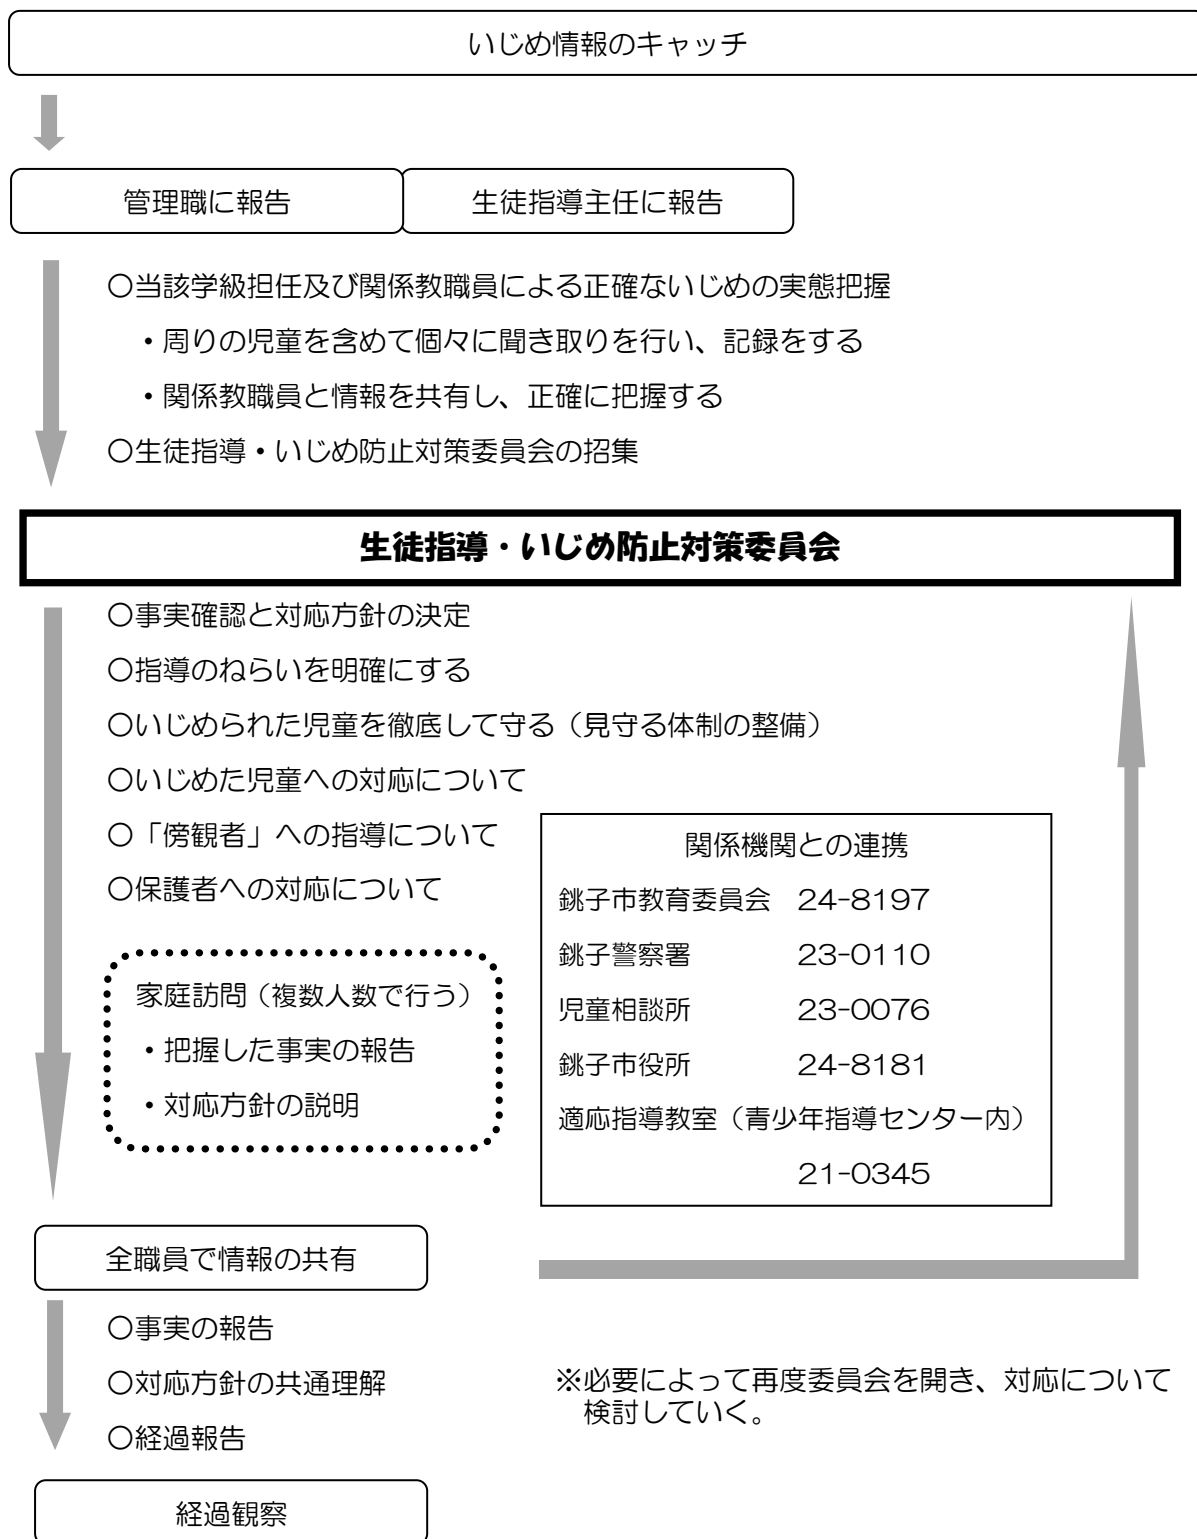 いじめ情報のキャッチ
管理職に報告
生徒指導主任に報告
〇当該学級担任及び関係教職員による正確ないじめの実態把握
・周りの児童を含めて個々に聞き取りを行い、記録をする
・関係教職員と情報を共有し、正確に把握する
〇生徒指導・いじめ防止対策委員会の招集
生徒指導・いじめ防止対策委員会
〇事実確認と対応方針の決定
〇指導のねらいを明確にする
〇いじめられた児童を徹底して守る（見守る体制の整備）
〇いじめた児童への対応について
〇「傍観者」への指導について
〇保護者への対応について
家庭訪問（複数人数で行う）
・把握した事実の報告
・対応方針の説明
関係機関との連携
銚子市教育委員会　24-8197
銚子警察署　23-0110
児童相談所　23-0076
銚子市役所　24-8181
適応指導教室（青少年指導センター内）
21-0345
全職員で情報の共有
〇事実の報告
〇対応方針の共通理解
〇経過報告
※必要によって再度委員会を開き、対応について
検討していく。
経過観察